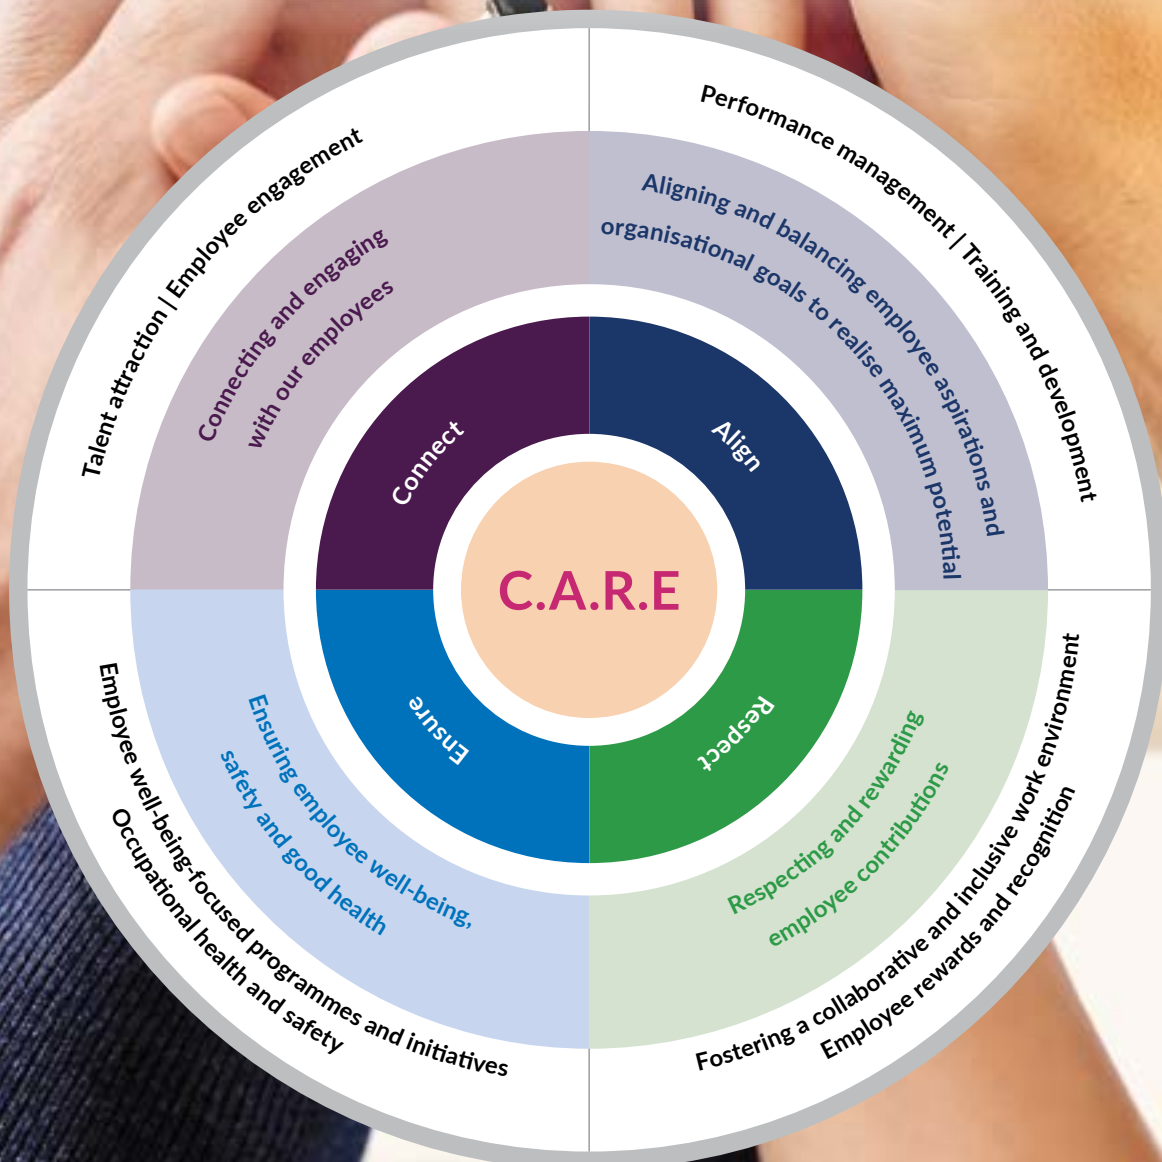 C.A.R.E
Connect
Connecting and engaging
with our employees
Talent attraction | Employee engagement
Align
Aligning and balancing employee aspirations and
organisational goals to realise maximum potential
Performance management | Training and development
Respect
Respecting and rewarding
employee contributions
Fostering a collaborative and inclusive work environment
Employee rewards and recognition
Ensure
Ensuring employee well-being,
safety and good health
Employee well-being-focused programmes and initiatives
Occupational health and safety